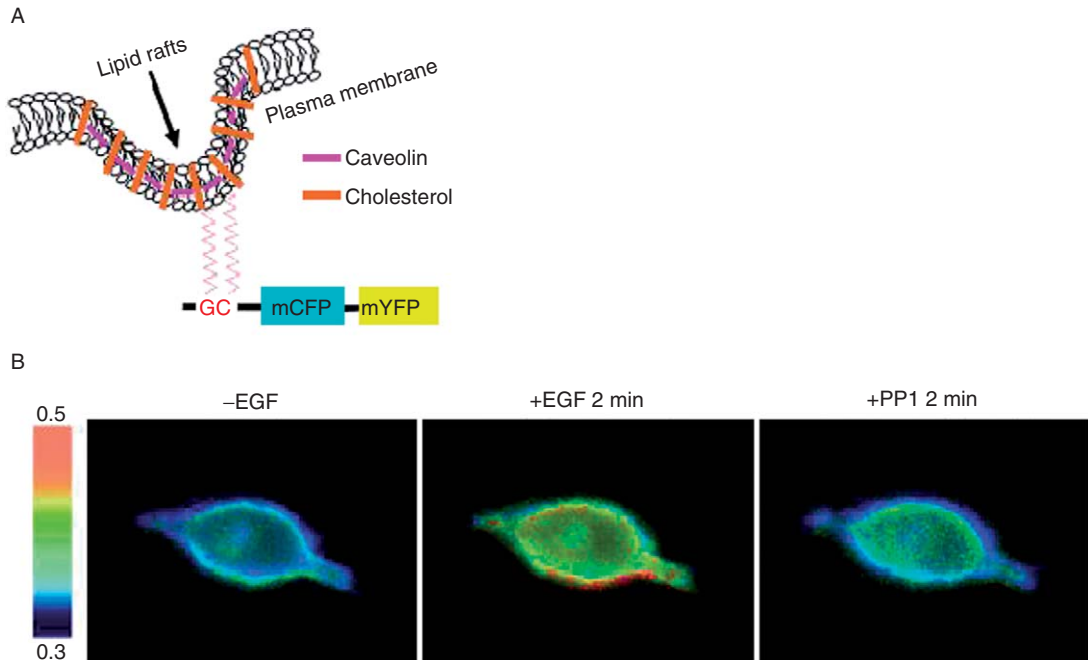 A
Lipid rafts
Plasma membrane
Caveolin
Cholesterol
GC
mCFP
mYFP
B
–EGF
+EGF 2 min
+PP1 2 min
0.5
0.3